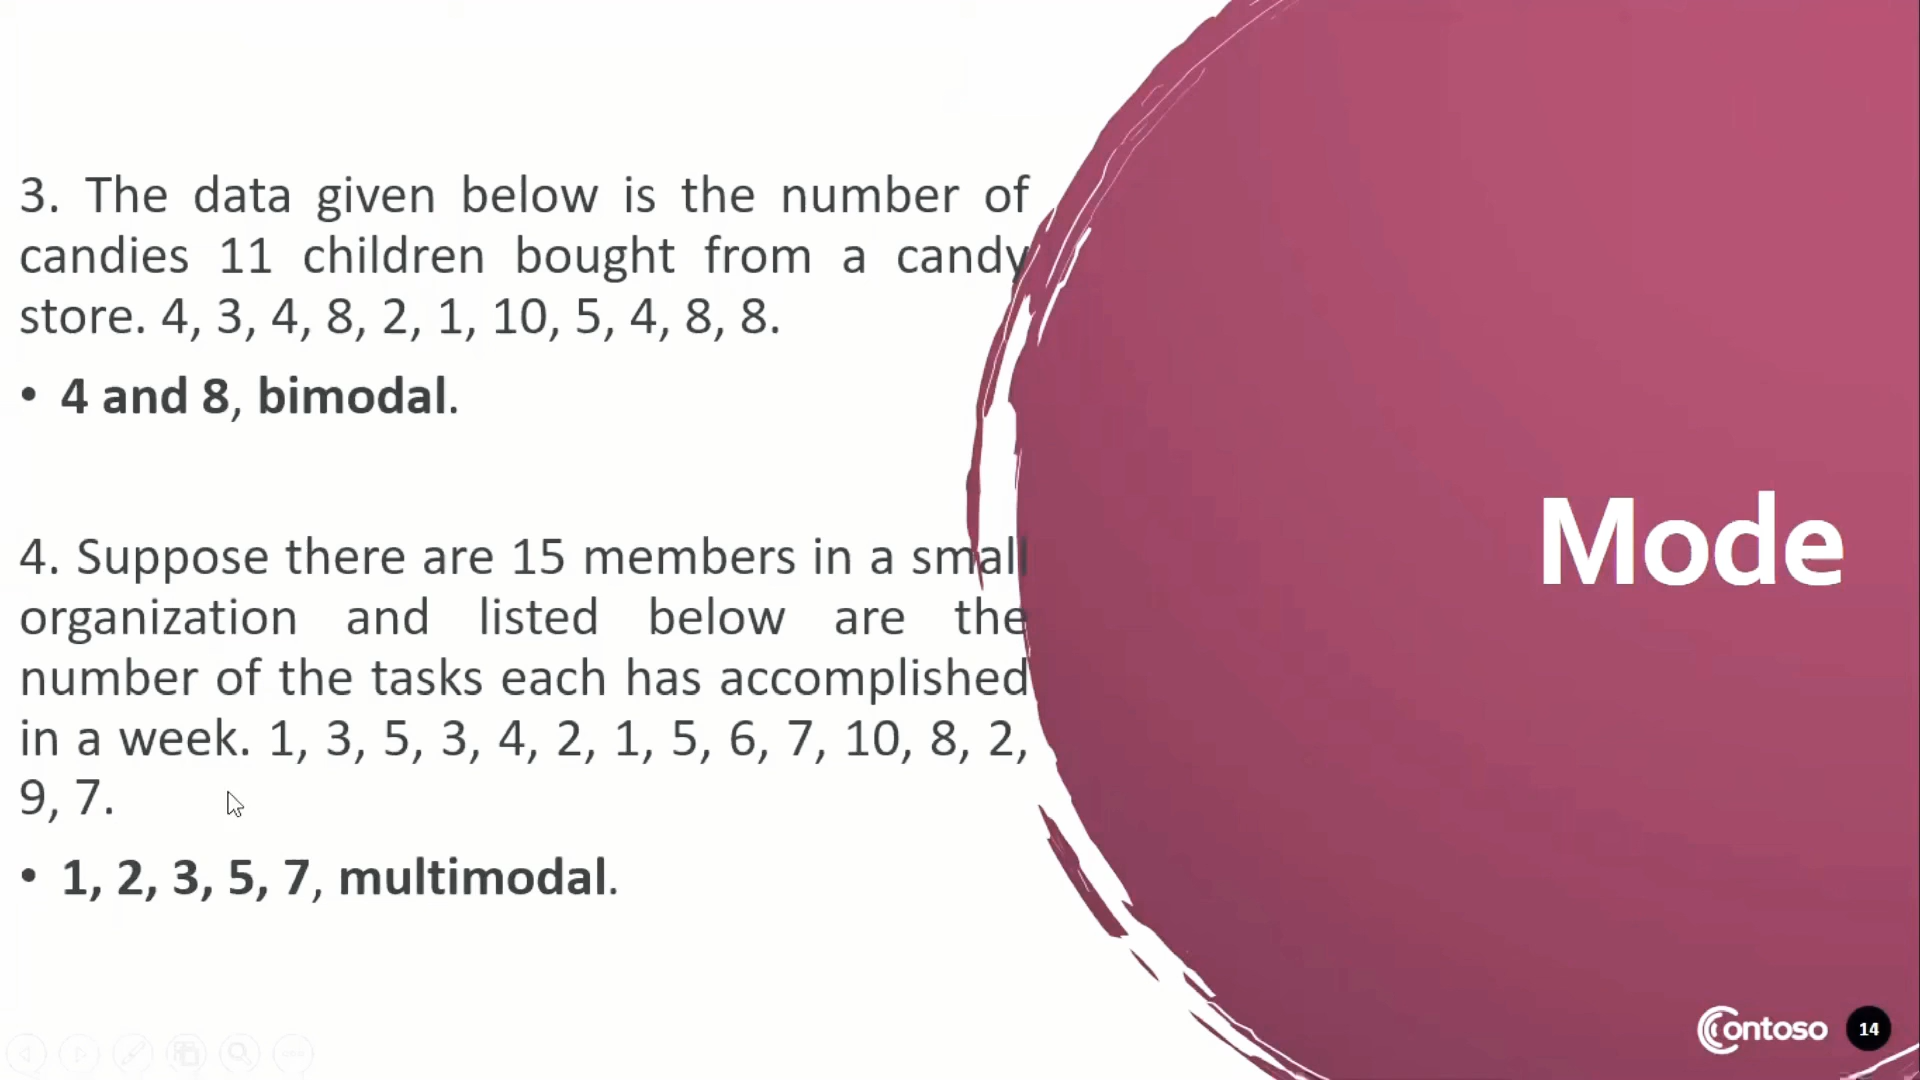 3. The data given below is the number of
candies 11 children bought from a candy
store. 4, 3, 4, 8, 2, 1, 10, 5, 4, 8, 8.
• 4 and 8, bimodal.
4. Suppose there are 15 members in a small
organization and listed below are the
number of the tasks each has accomplished
in a week. 1, 3, 5, 3, 4, 2, 1, 5, 6, 7, 10, 8, 2,
9, 7.
• 1, 2, 3, 5, 7, multimodal.
Mode
Contoso
14